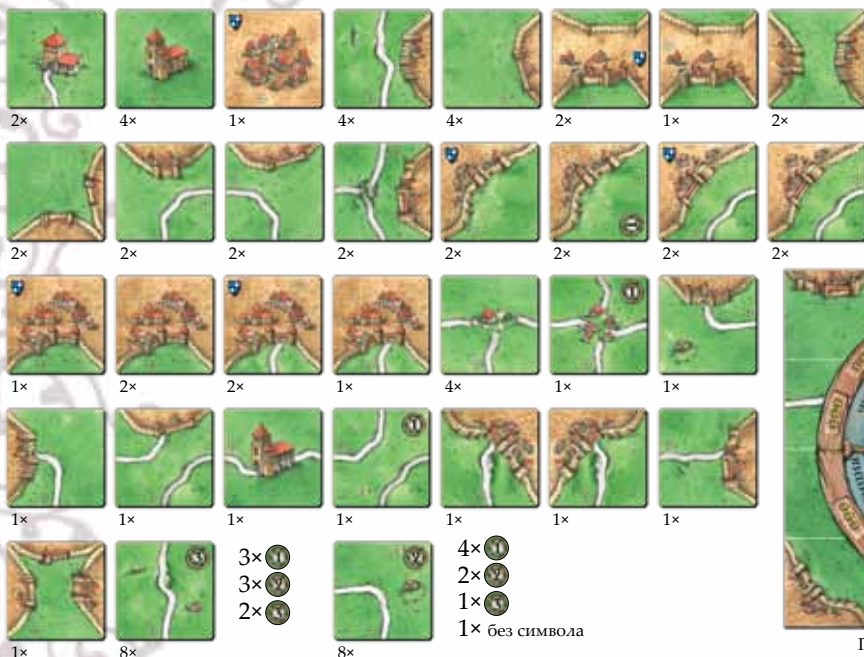 2× 4× 1× 4× 4× 2× 1× 2×
2× 2× 2× 2× 2× 2× 2× 2×
1× 2× 2× 1× 4× 1× 1×
1× 1× 1× 1× 1× 1× 1×
3×
3×
2×
4×
2×
1×
1× без символа
1× 8× 8×